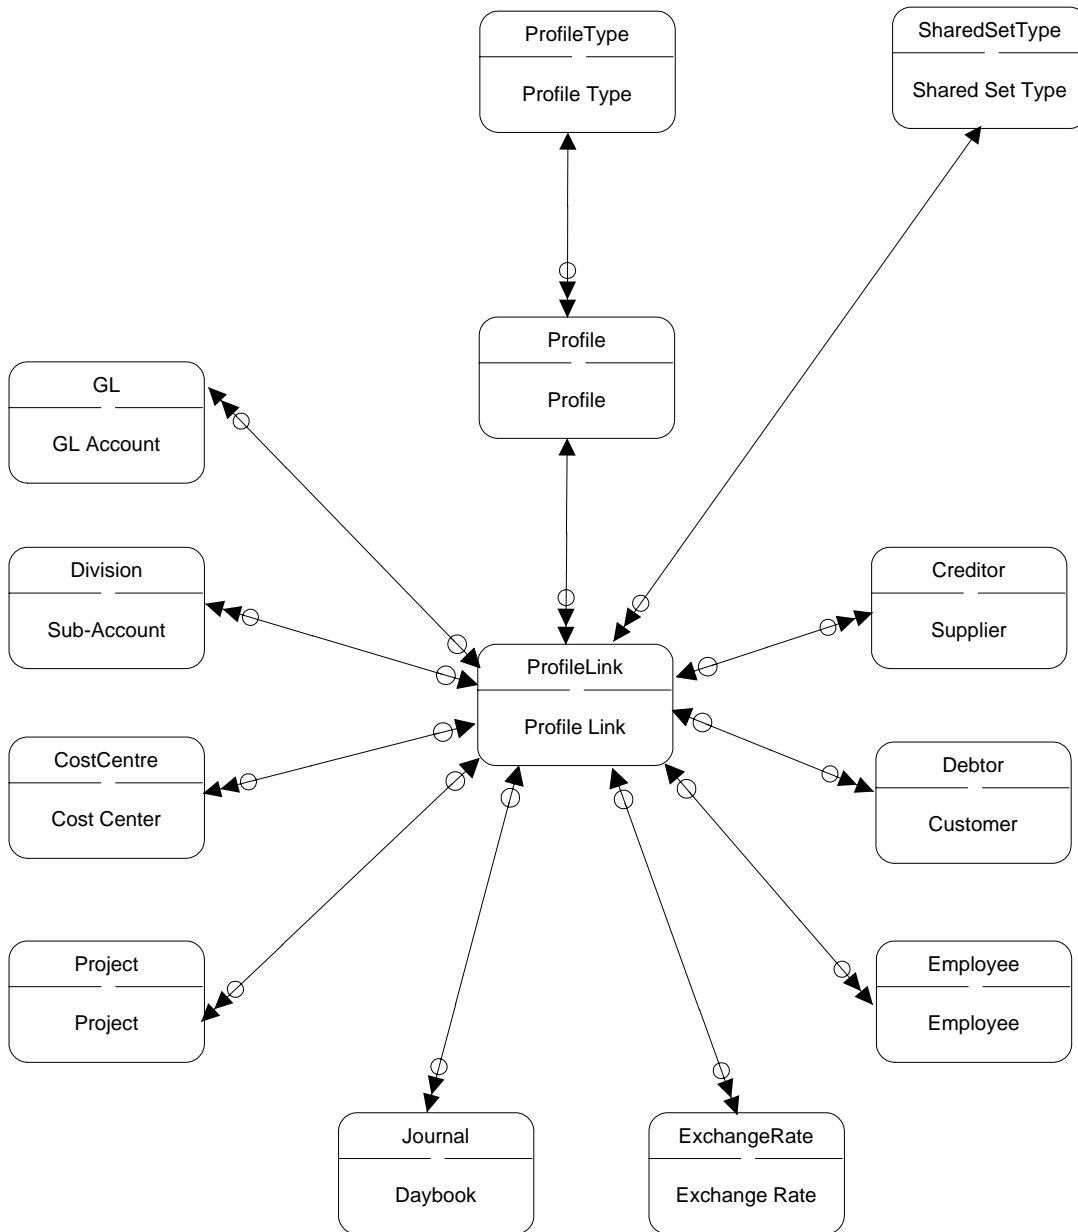 ProfileType
Profile Type
SharedSetType
Shared Set Type
Profile
Profile
GL
GL Account
Division
Sub-Account
Creditor
Supplier
ProfileLink
Profile Link
CostCentre
Cost Center
Debtor
Customer
Project
Project
Employee
Employee
Journal
Daybook
ExchangeRate
Exchange Rate